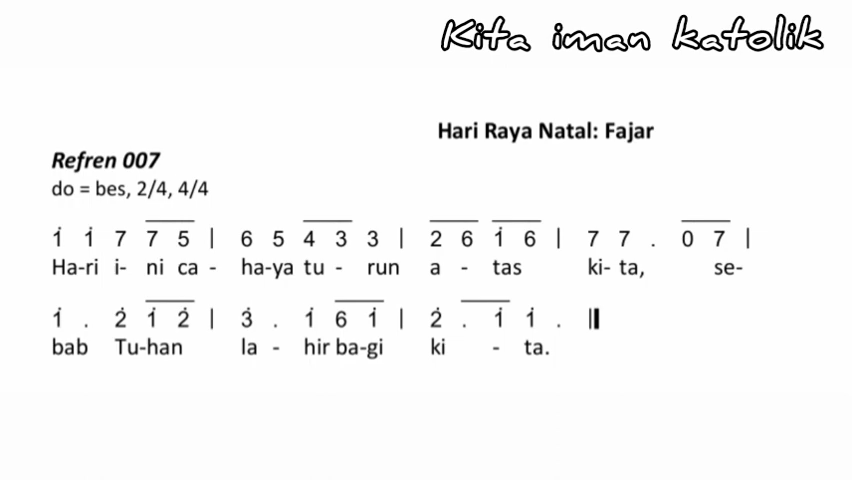 Kita iman katolik
Hari Raya Natal: Fajar
Refren 007
do = bes, 2/4, 4/4
1̇ 1̇ 7 7̅ 5̅ | 6 5 4̅ 3̅ 3 | 2̅ 6̅ 1̇̅ 6̅ | 7 7 . 0̅ 7̅ |
Ha-ri i- ni ca - ha-ya tu - run a - tas ki- ta, se-
1̇ . 2̇ 1̇̅ 2̇̅ | 3̇ . 1̇ 6̅ 1̇̅ | 2̇ .̅ 1̇̅ 1̇ . ||
bab Tu-han la - hir ba-gi ki - ta.